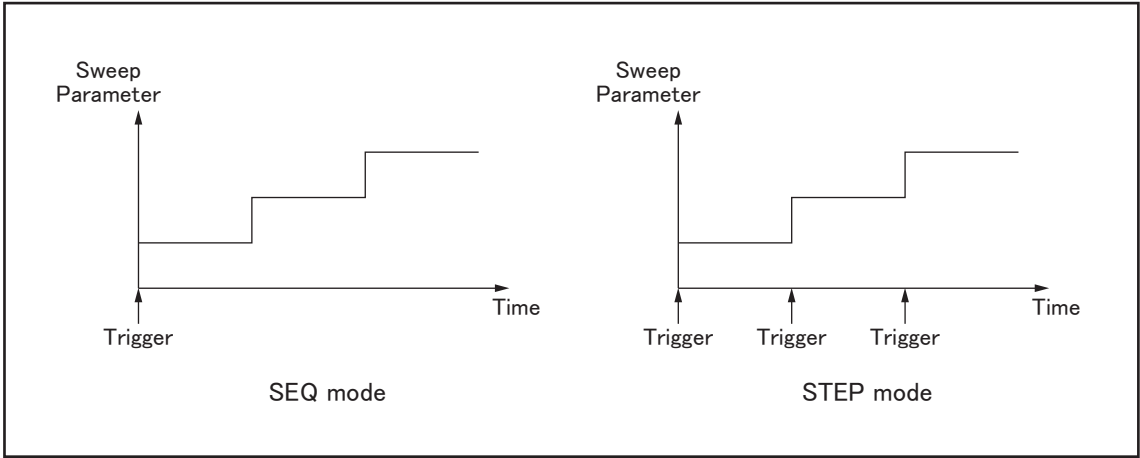 Sweep
Parameter
Time
Trigger
SEQ mode
Sweep
Parameter
Time
Trigger Trigger Trigger
STEP mode